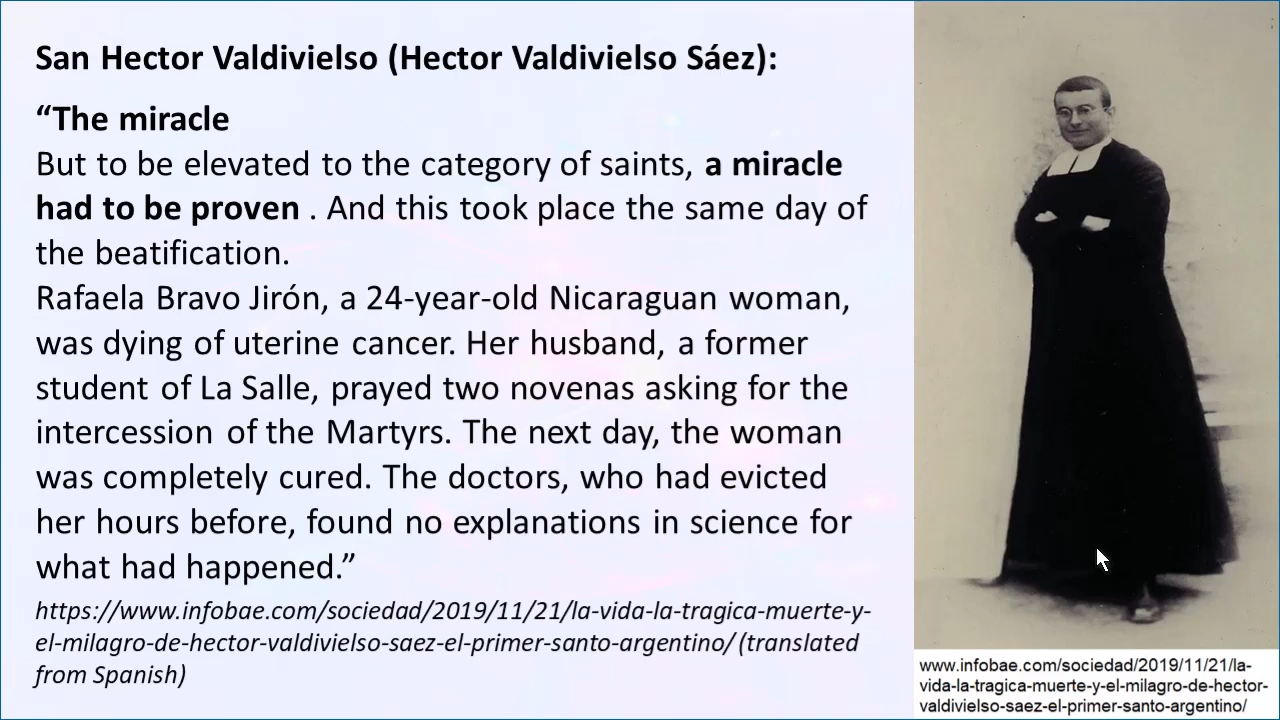 San Hector Valdivielso (Hector Valdivielso Sáez):
“The miracle
But to be elevated to the category of saints, a miracle
had to be proven . And this took place the same day of
the beatification.
Rafaela Bravo Jirón, a 24-year-old Nicaraguan woman,
was dying of uterine cancer. Her husband, a former
student of La Salle, prayed two novenas asking for the
intercession of the Martyrs. The next day, the woman
was completely cured. The doctors, who had evicted
her hours before, found no explanations in science for
what had happened.”
https://www.infobae.com/sociedad/2019/11/21/la-vida-la-tragica-muerte-y-
el-milagro-de-hector-valdivielso-saez-el-primer-santo-argentino/ (translated
from Spanish)
www.infobae.com/sociedad/2019/11/21/la-
vida-la-tragica-muerte-y-el-milagro-de-hector-
valdivielso-saez-el-primer-santo-argentino/